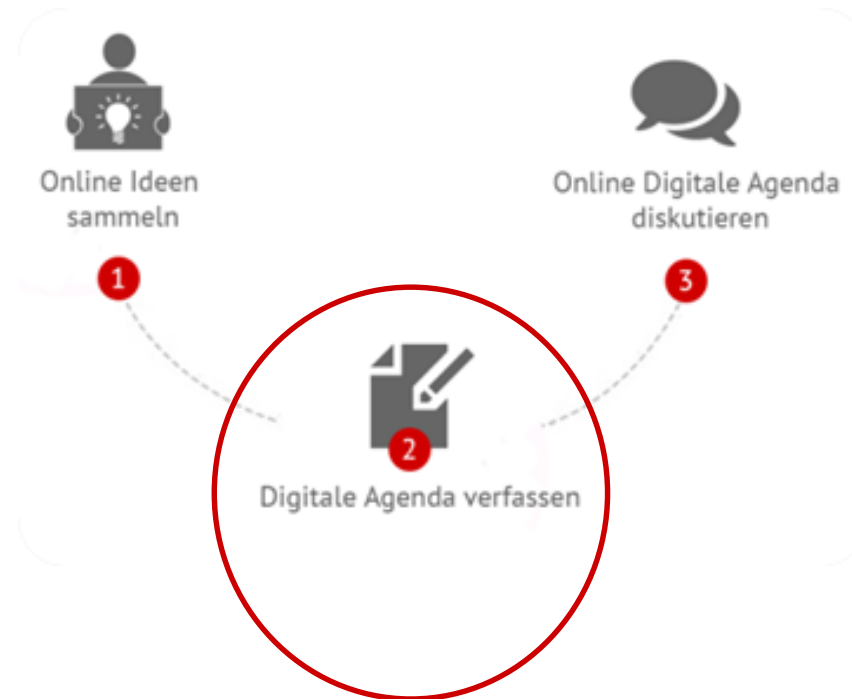 Online Ideen
sammeln
1
Online Digitale Agenda
diskutieren
3
2
Digitale Agenda verfassen